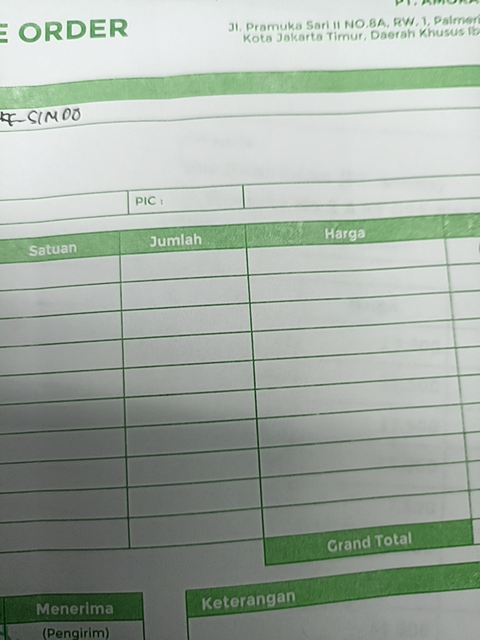 E ORDER
PT. AMORA
Jl. Pramuka Sari II NO.8A, RW. 1, Palmeri
Kota Jakarta Timur, Daerah Khusus Ib
PIC :
Satuan Jumlah Harga
Grand Total
Menerima
(Pengirim)
Keterangan